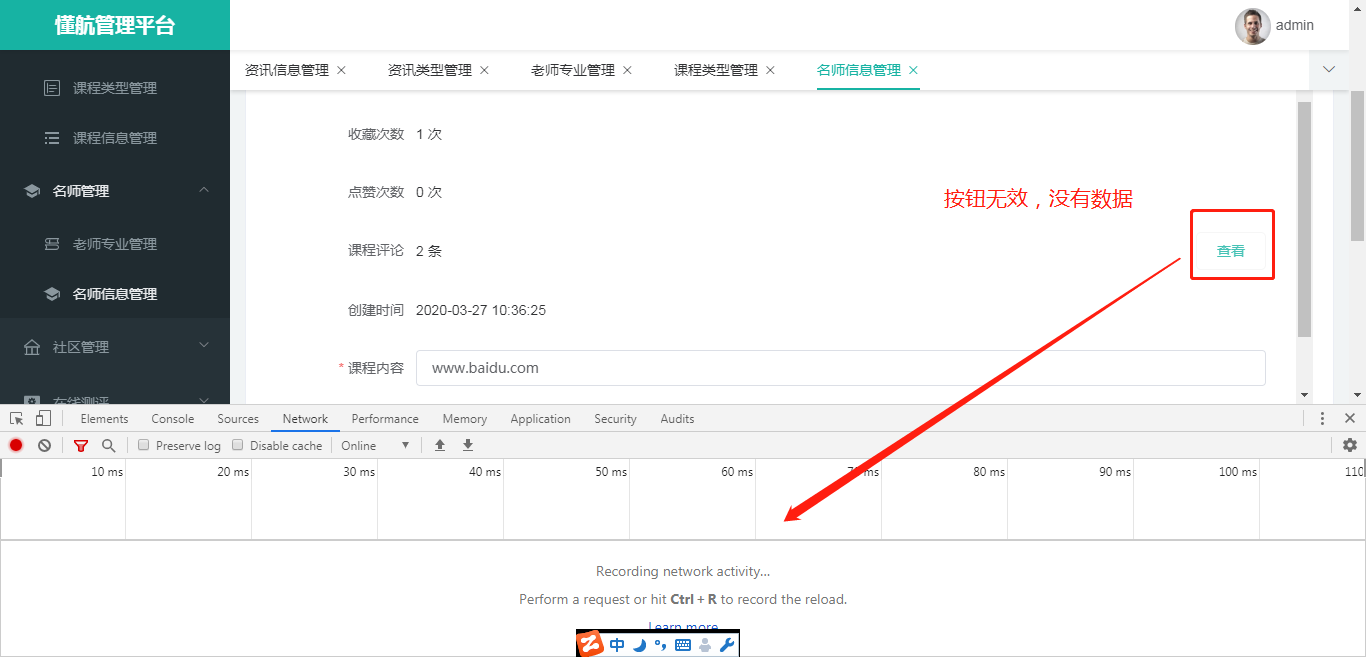 懂航管理平台
admin
资讯信息管理
资讯类型管理
老师专业管理
课程类型管理
名师信息管理
课程类型管理
课程信息管理
名师管理
老师专业管理
名师信息管理
社区管理
在线测评
收藏次数 1 次
点赞次数 0 次
课程评论 2 条
查看
按钮无效，没有数据
创建时间 2020-03-27 10:36:25
* 课程内容 www.baidu.com
Elements Console Sources Network Performance Memory Application Security Audits
Preserve log Disable cache Online
10 ms 20 ms 30 ms 40 ms 50 ms 60 ms 70 ms 80 ms 90 ms 100 ms 110
Recording network activity...
Perform a request or hit Ctrl + R to record the reload.
Learn more
中